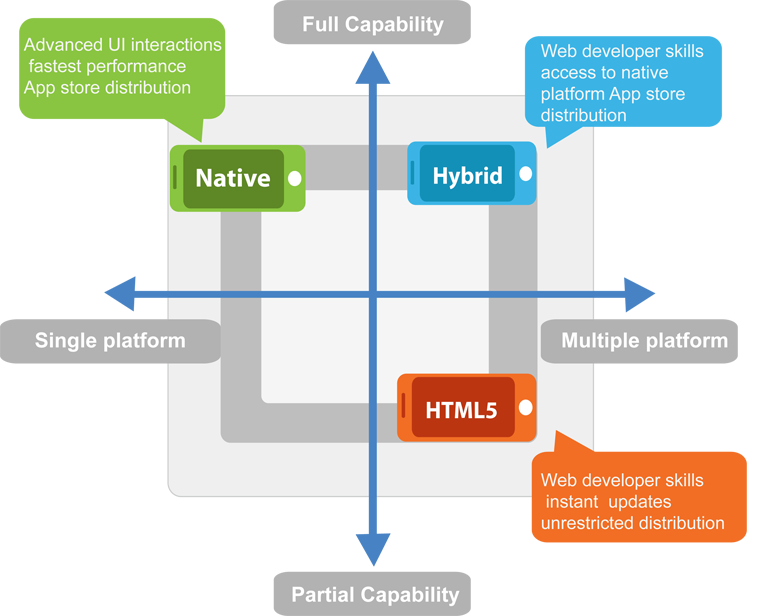 Full Capability
Advanced UI interactions
fastest performance
App store distribution
Web developer skills
access to native
platform App store
distribution
Native
Hybrid
Single platform
Multiple platform
HTML5
Web developer skills
instant updates
unrestricted distribution
Partial Capability